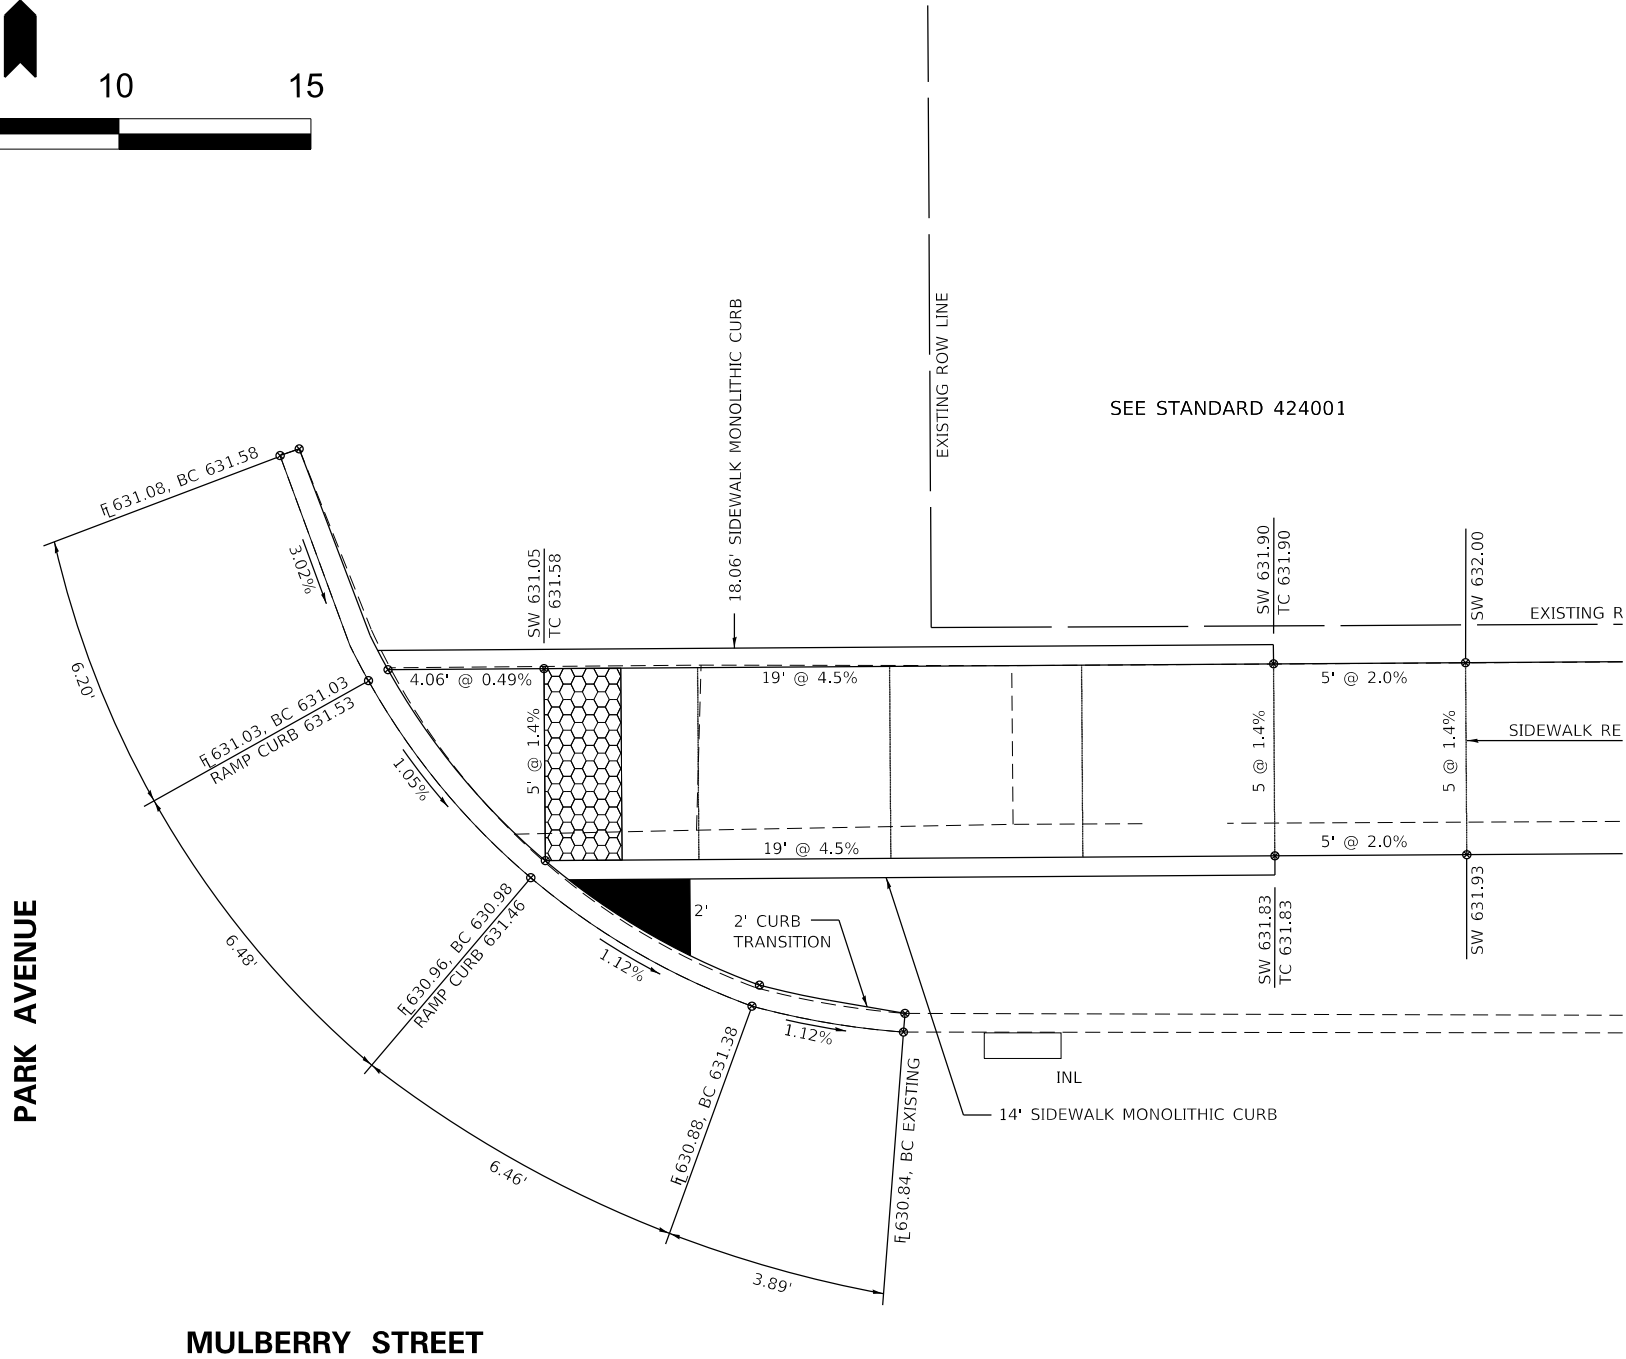 10 15
18.06' SIDEWALK MONOLITHIC CURB
EXISTING ROW LINE
SEE STANDARD 424001
℄631.08, BC 631.58
3.02%
SW 631.05
TC 631.58
SW 631.90
TC 631.90
SW 632.00
EXISTING R
6.20'
4.06' @ 0.49%
19' @ 4.5%
5' @ 2.0%
℄631.03, BC 631.03
RAMP CURB 631.53
1.05%
5' @ 1.4%
5 @ 1.4%
5 @ 1.4%
SIDEWALK RE
19' @ 4.5%
5' @ 2.0%
℄630.96, BC 630.98
RAMP CURB 631.46
2'
2' CURB
TRANSITION
SW 631.83
TC 631.83
SW 631.93
6.48'
1.12%
1.12%
PARK AVENUE
℄630.88, BC 631.38
℄630.84, BC EXISTING
INL
14' SIDEWALK MONOLITHIC CURB
6.46'
3.89'
MULBERRY STREET